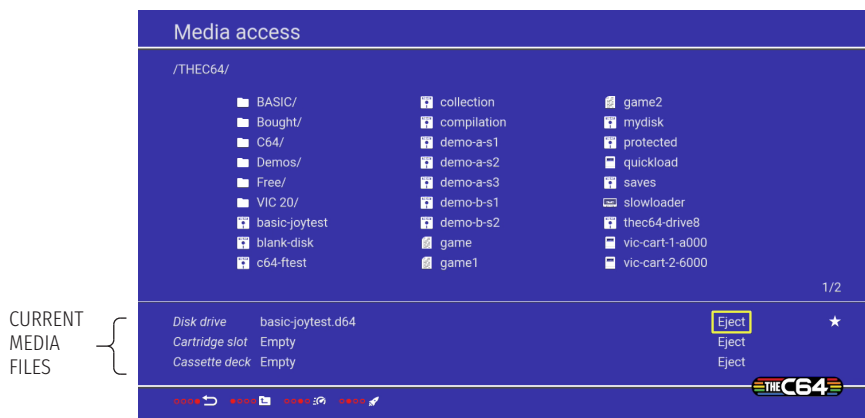 Media access
/THEC64/
BASIC/ collection game2
Bought/ compilation mydisk
C64/ demo-a-s1 protected
Demos/ demo-a-s2 quickload
Free/ demo-a-s3 saves
VIC 20/ demo-b-s1 slowloader
basic-joytest demo-b-s2 thec64-drive8
blank-disk game vic-cart-1-a000
c64-ftest game1 vic-cart-2-6000
1/2
CURRENT
MEDIA
FILES
Disk drive basic-joytest.d64 Eject
Cartridge slot Empty Eject
Cassette deck Empty Eject
THEC64